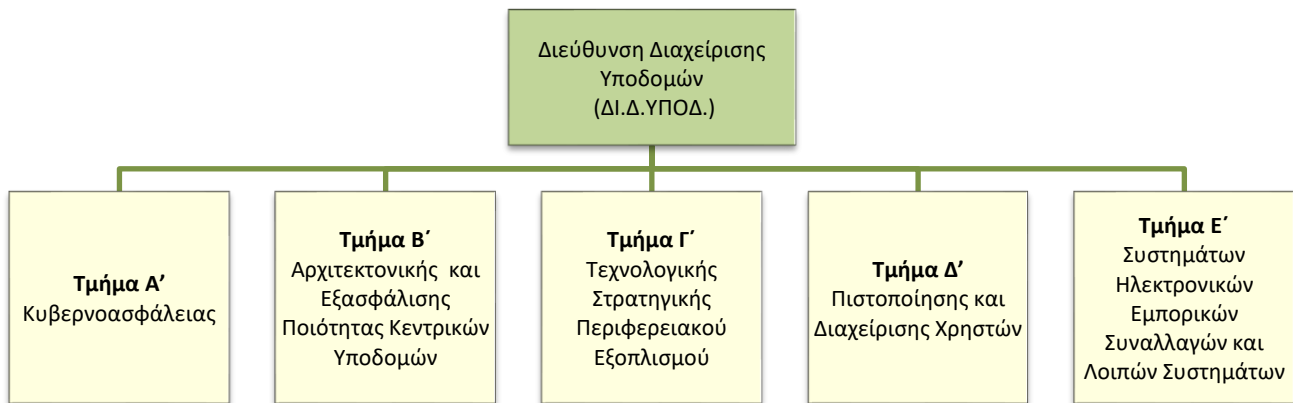 Διεύθυνση Διαχείρισης
Υποδομών
(ΔΙ.Δ.ΥΠΟΔ.)
Τμήμα Α’
Κυβερνοασφάλειας
Τμήμα Β΄
Αρχιτεκτονικής και
Εξασφάλισης
Ποιότητας Κεντρικών
Υποδομών
Τμήμα Γ΄
Τεχνολογικής
Στρατηγικής
Περιφερειακού
Εξοπλισμού
Τμήμα Δ’
Πιστοποίησης και
Διαχείρισης Χρηστών
Τμήμα Ε΄
Συστημάτων
Ηλεκτρονικών
Εμπορικών
Συναλλαγών και
Λοιπών Συστημάτων